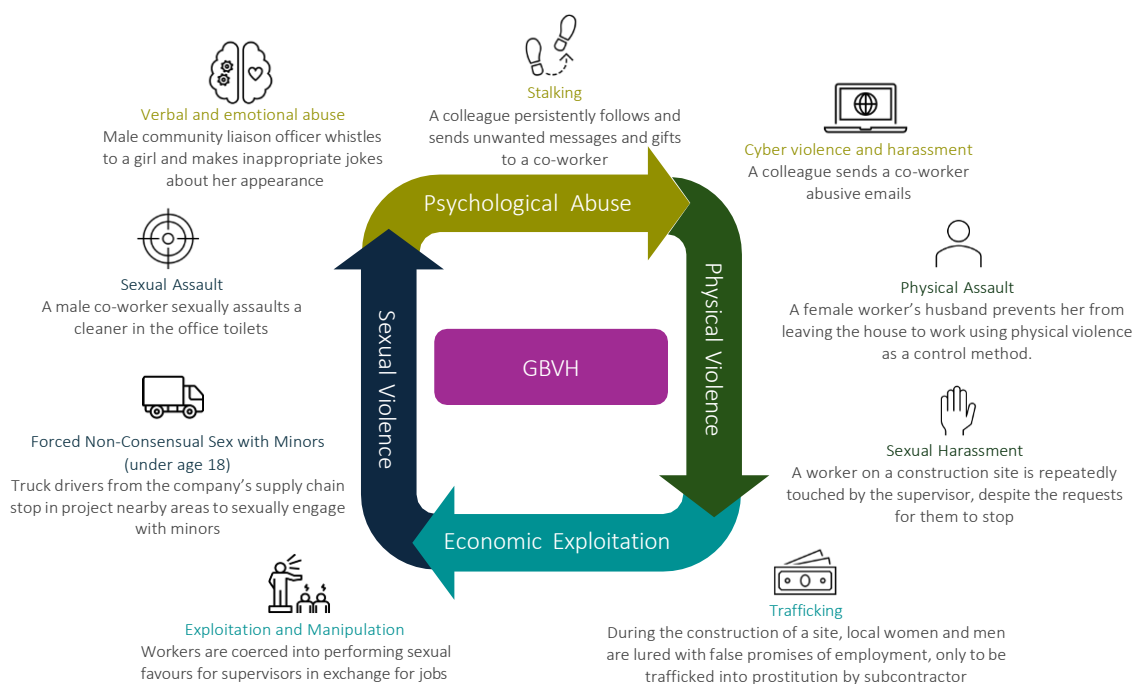 Verbal and emotional abuse
Male community liaison officer whistles
to a girl and makes inappropriate jokes
about her appearance
Stalking
A colleague persistently follows and
sends unwanted messages and gifts
to a co-worker
Cyber violence and harassment
A colleague sends a co-worker
abusive emails
Psychological Abuse
Sexual Assault
A male co-worker sexually assaults a
cleaner in the office toilets
Sexual Violence
GBVH
Physical Violence
Physical Assault
A female worker's husband prevents her from
leaving the house to work using physical violence
as a control method.
Forced Non-Consensual Sex with Minors
(under age 18)
Truck drivers from the company's supply chain
stop in project nearby areas to sexually engage
with minors
Sexual Harassment
A worker on a construction site is repeatedly
touched by the supervisor, despite the requests
for them to stop
Economic Exploitation
Exploitation and Manipulation
Workers are coerced into performing sexual
favours for supervisors in exchange for jobs
Trafficking
During the construction of a site, local women and men
are lured with false promises of employment, only to be
trafficked into prostitution by subcontractor